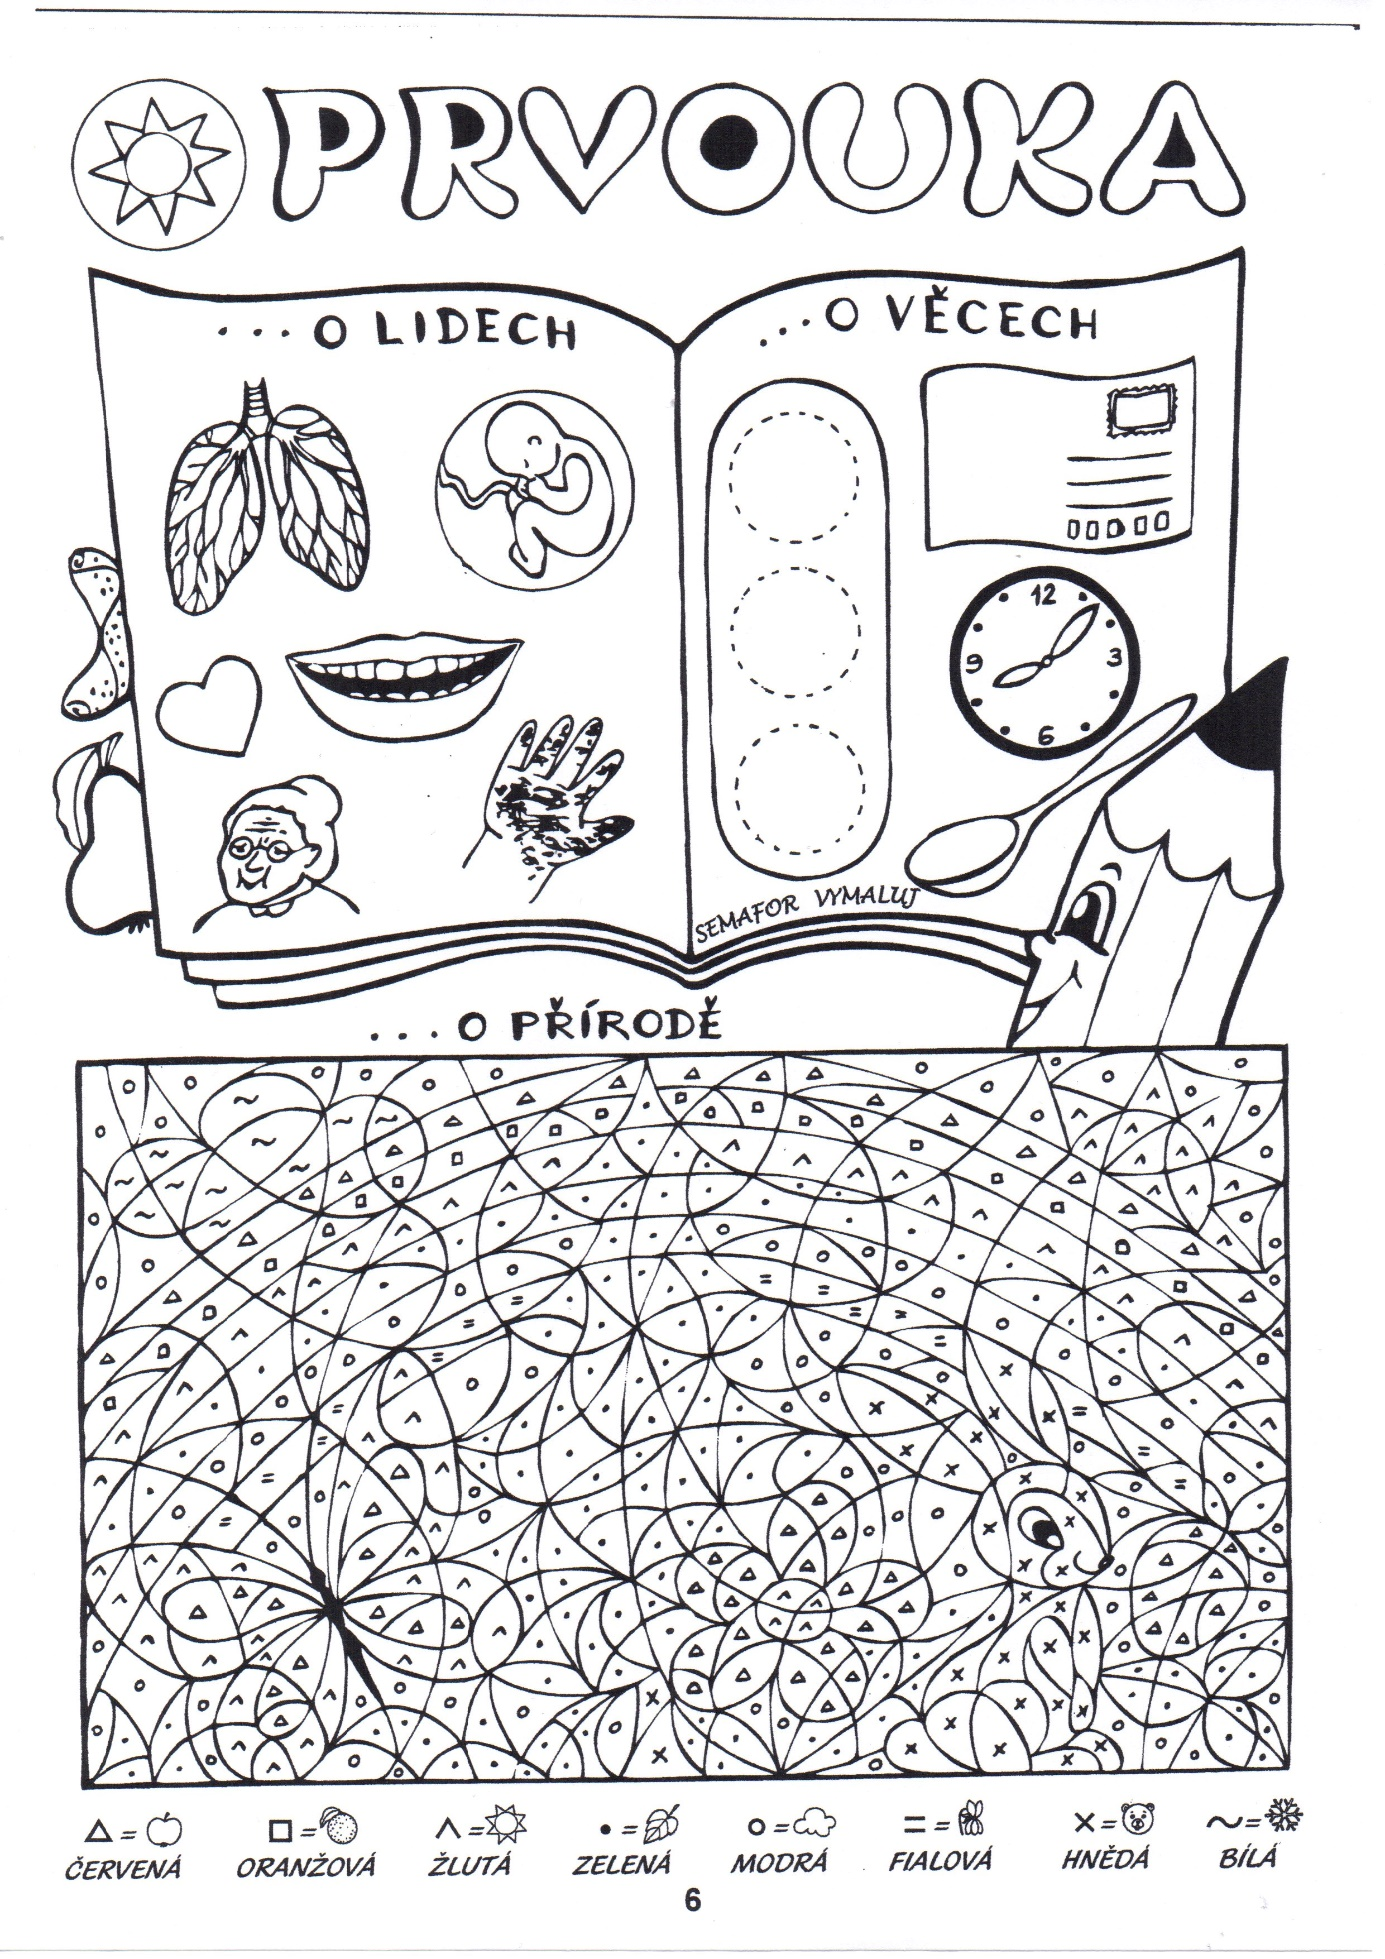 PRVOUKA
...O LIDECH
...O VĚCECH
12
9 3
6
SEMAFOR VYMALUJ
...O PŘÍRODĚ
△ = □ = ∧ = • = ○ = = = × = ~ =
ČERVENÁ ORANŽOVÁ ŽLUTÁ ZELENÁ MODRÁ FIALOVÁ HNĚDÁ BÍLÁ
6